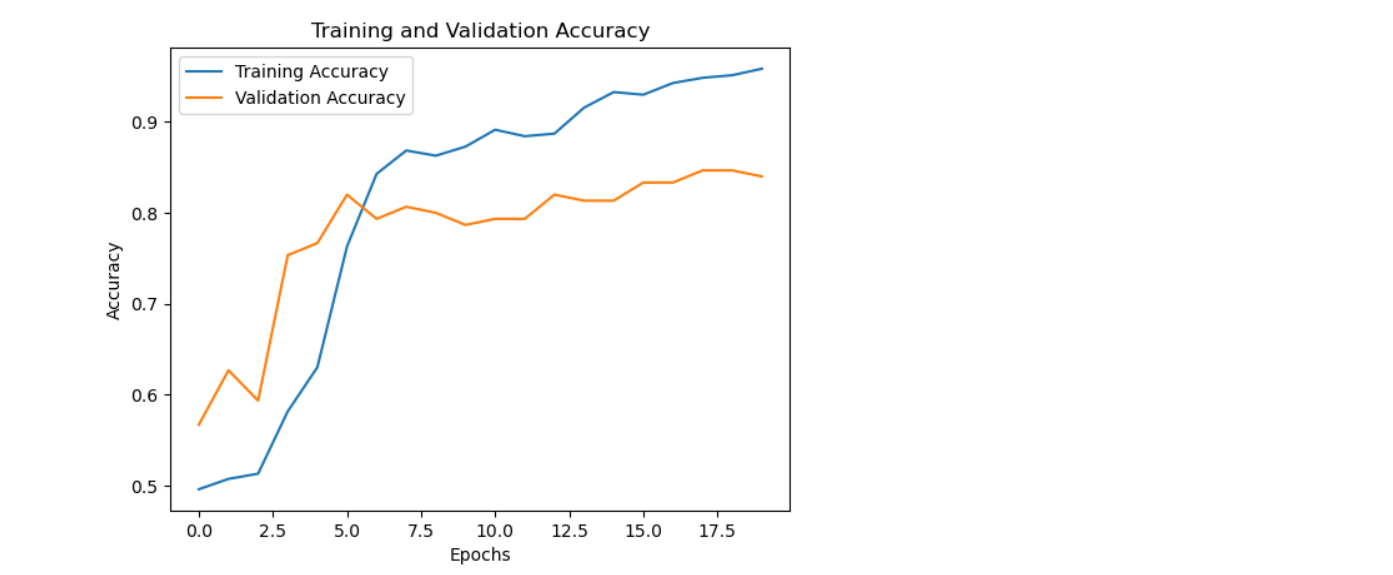 Training and Validation Accuracy
Training Accuracy
Validation Accuracy
0.9
0.8
0.7
0.6
0.5
Accuracy
0.0 2.5 5.0 7.5 10.0 12.5 15.0 17.5
Epochs